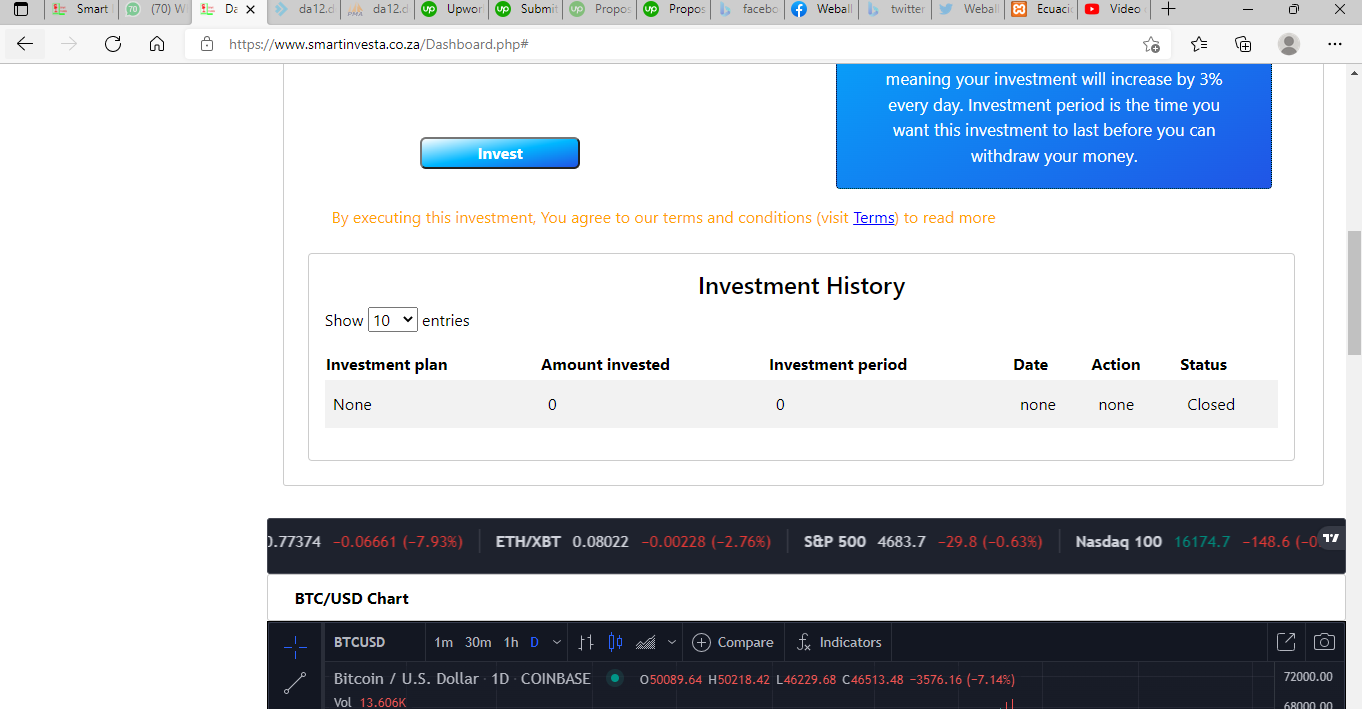 Smart
(70) W
Da
da12.d
da12.d
Upwor
Submit
Propos
Propos
facebo
Weball
twitter
Weball
Ecuaci
Video
https://www.smartinvesta.co.za/Dashboard.php#
meaning your investment will increase by 3%
every day. Investment period is the time you
want this investment to last before you can
withdraw your money.
Invest
By executing this investment, You agree to our terms and conditions (visit Terms) to read more
Investment History
Show 10 entries
Investment plan Amount invested Investment period Date Action Status
None 0 0 none none Closed
0.77374 −0.06661 (−7.93%) ETH/XBT 0.08022 −0.00228 (−2.76%) S&P 500 4683.7 −29.8 (−0.63%) Nasdaq 100 16174.7 −148.6 (−0
BTC/USD Chart
BTCUSD 1m 30m 1h D Compare Indicators
Bitcoin / U.S. Dollar · 1D · COINBASE O50089.64 H50218.42 L46229.68 C46513.48 −3576.16 (−7.14%)
72000.00
Vol 13.606K
68000.00